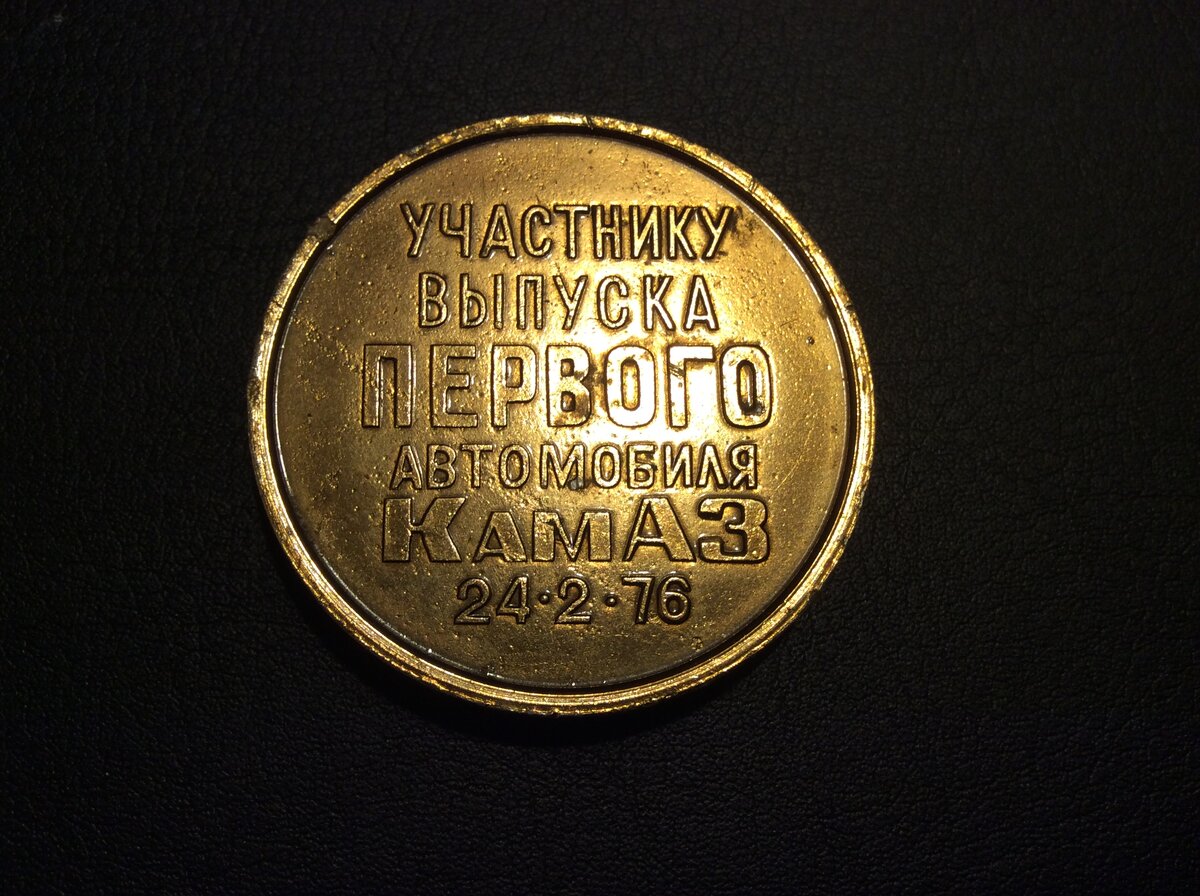 УЧАСТНИКУ
ВЫПУСКА
ПЕРВОГО
АВТОМОБИЛЯ
КАМАЗ
24·2·76